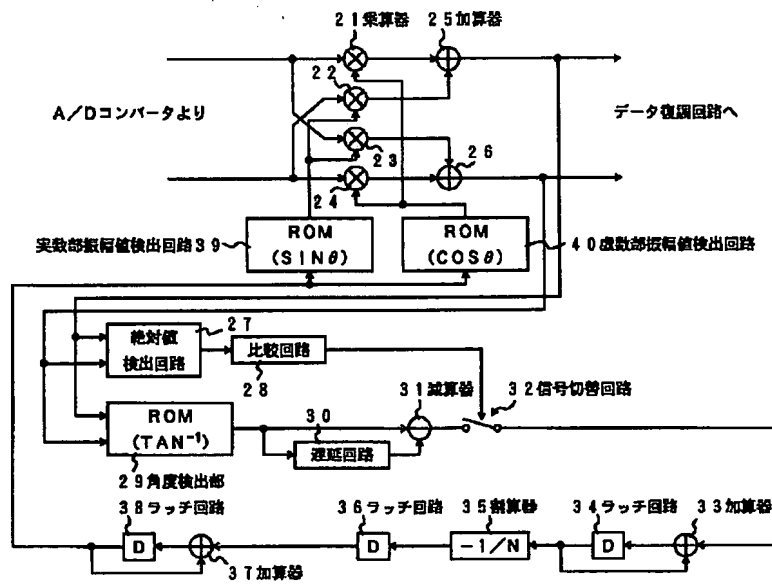 21乗算器
25加算器
22
A/Dコンバータより
データ復調回路へ
23
26
24
実数部振幅値検出回路39
ROM
(SINθ)
ROM
(COSθ)
40虚数部振幅値検出回路
27
絶対値
検出回路
比較回路
28
31減算器
32信号切替回路
30
ROM
(TAN⁻¹)
遅延回路
29角度検出部
38ラッチ回路
36ラッチ回路
35割算器
34ラッチ回路
33加算器
D
D
-1/N
D
37加算器